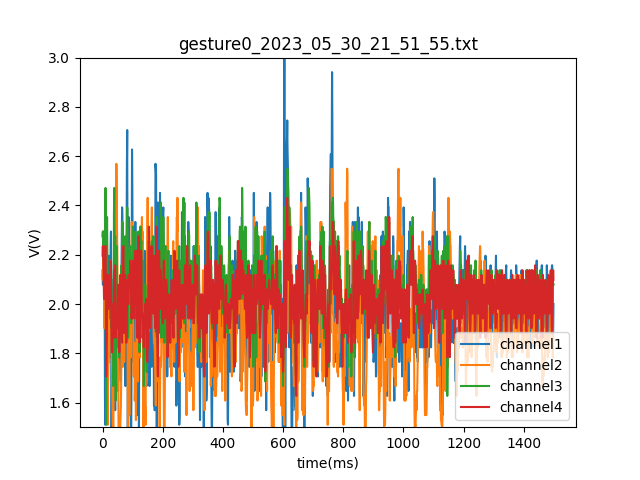 gesture0_2023_05_30_21_51_55.txt
3.0
2.8
2.6
2.4
2.2
2.0
1.8
1.6
V(V)
channel1
channel2
channel3
channel4
0 200 400 600 800 1000 1200 1400
time(ms)